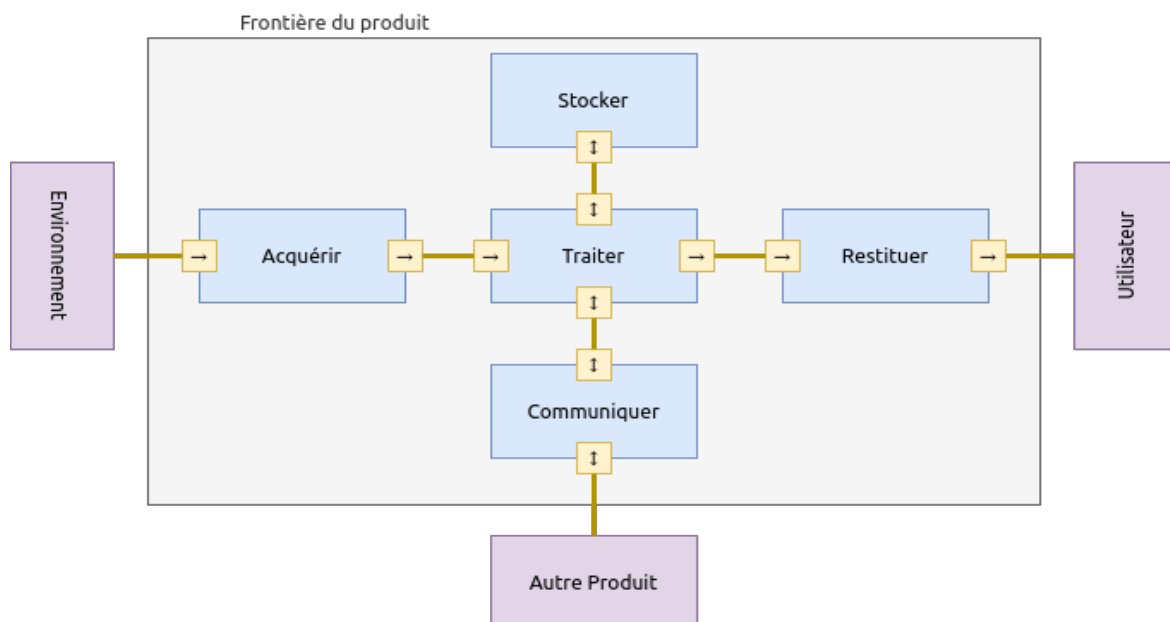 Frontière du produit
Stocker
↕
↕
Environnement
→ Acquérir →
→ Traiter →
→ Restituer →
Utilisateur
↕
↕
Communiquer
↕
Autre Produit